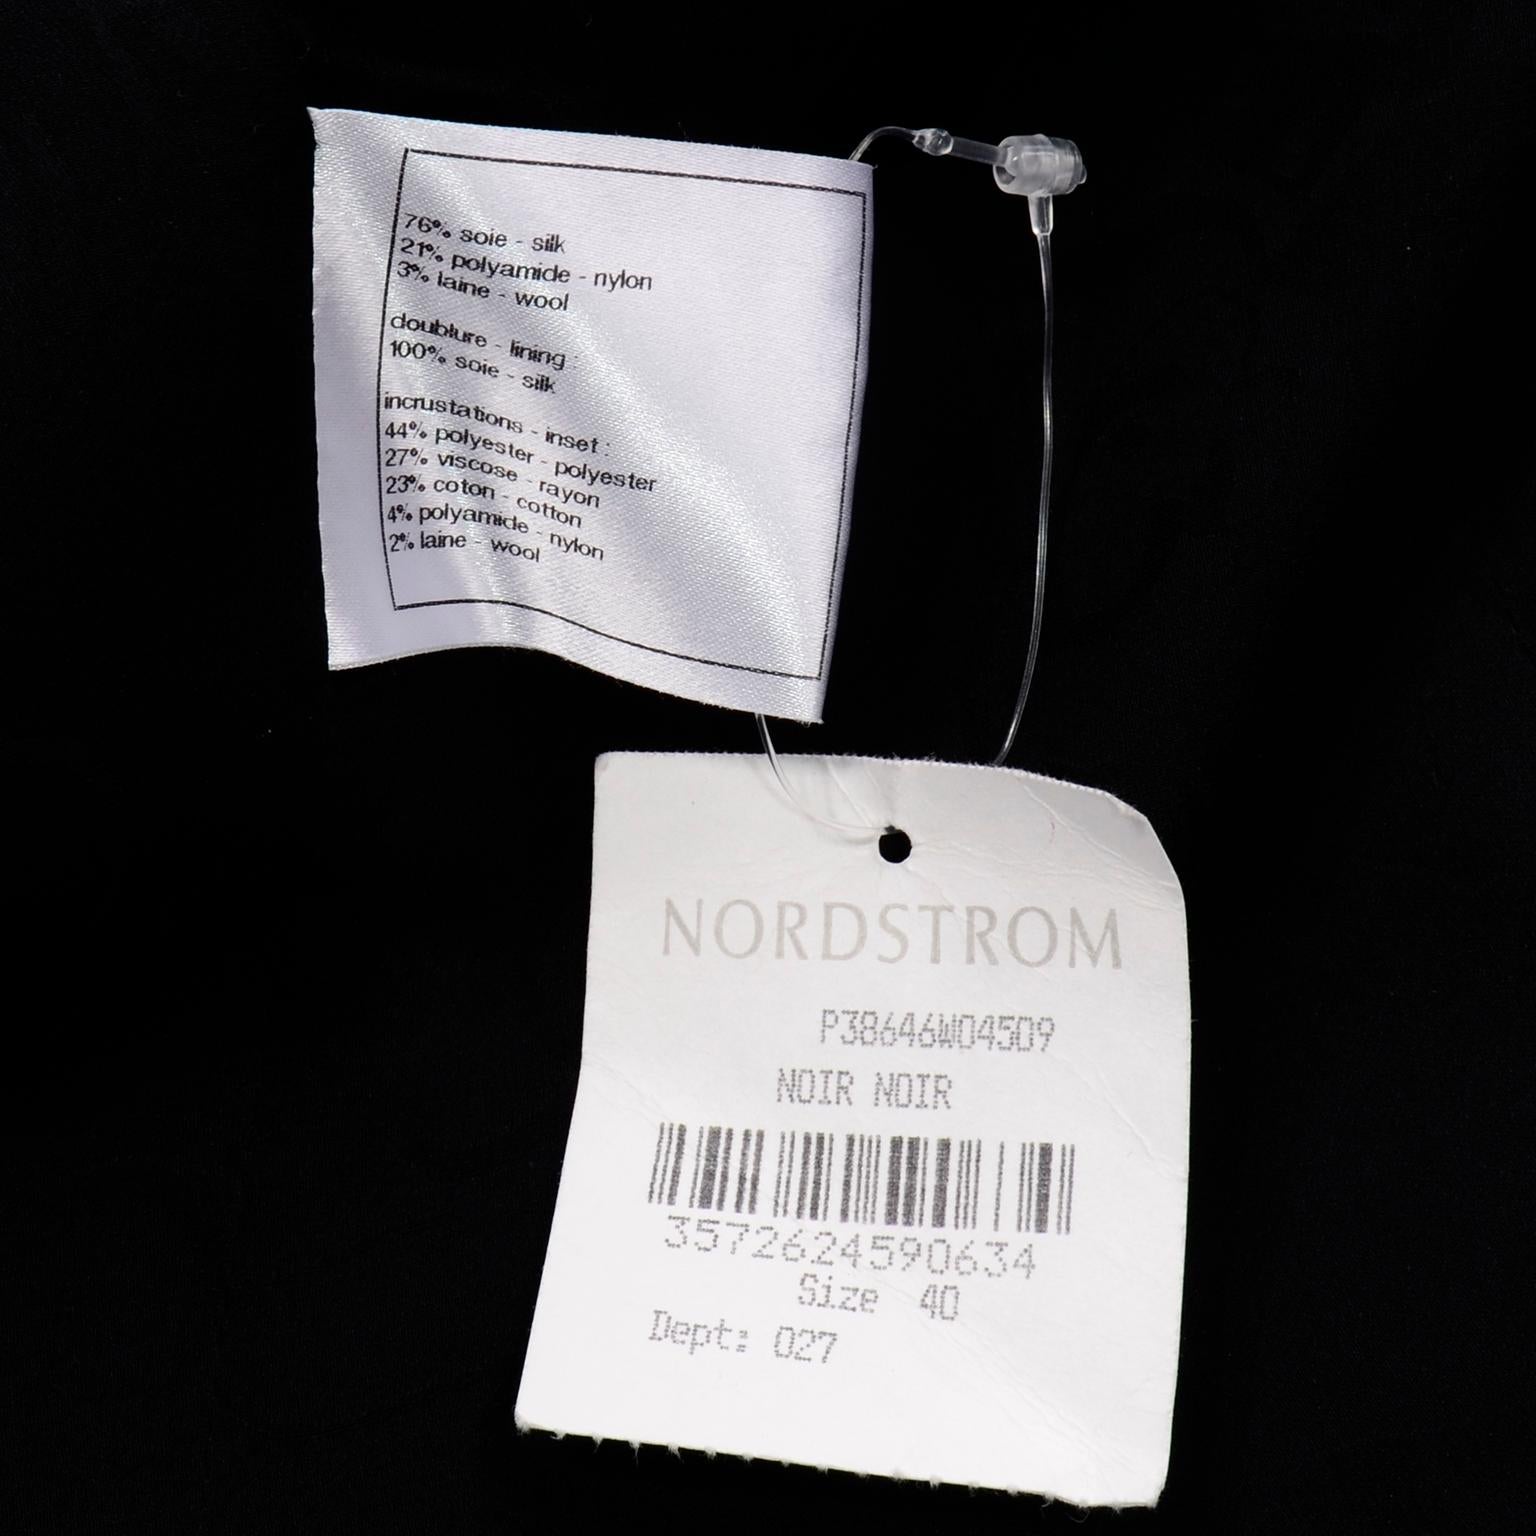 76% soie - silk
21% polyamide - nylon
3% laine - wool
doublure - lining :
100% soie - silk
incrustations - inset :
44% polyester - polyester
27% viscose - rayon
23% coton - cotton
4% polyamide - nylon
2% laine - wool
NORDSTROM
P38646W04509
NOIR NOIR
3572624590634
Size 40
Dept: 027